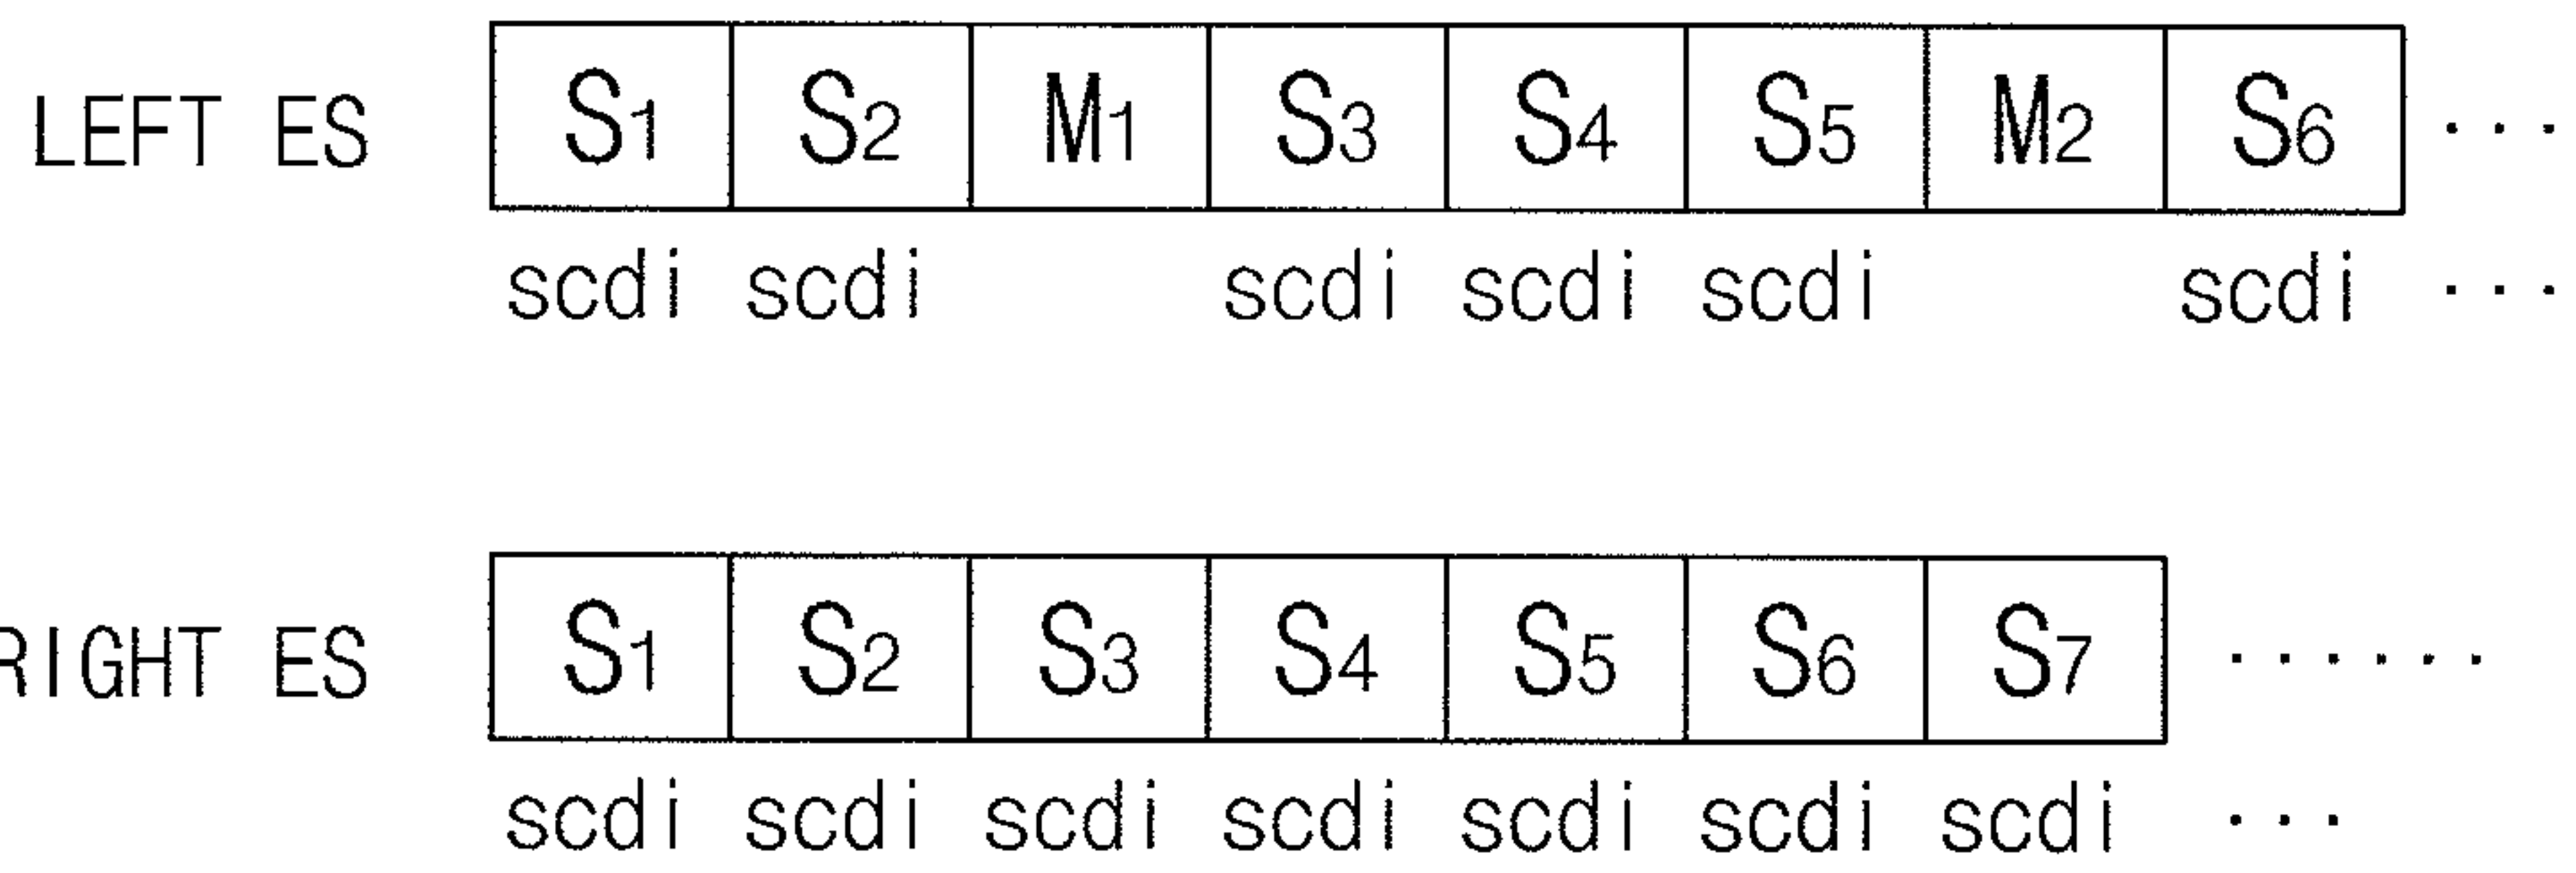 LEFT ES S1 S2 M1 S3 S4 S5 M2 S6 ...
scdi scdi scdi scdi scdi scdi ...
RIGHT ES S1 S2 S3 S4 S5 S6 S7 ......
scdi scdi scdi scdi scdi scdi scdi ...